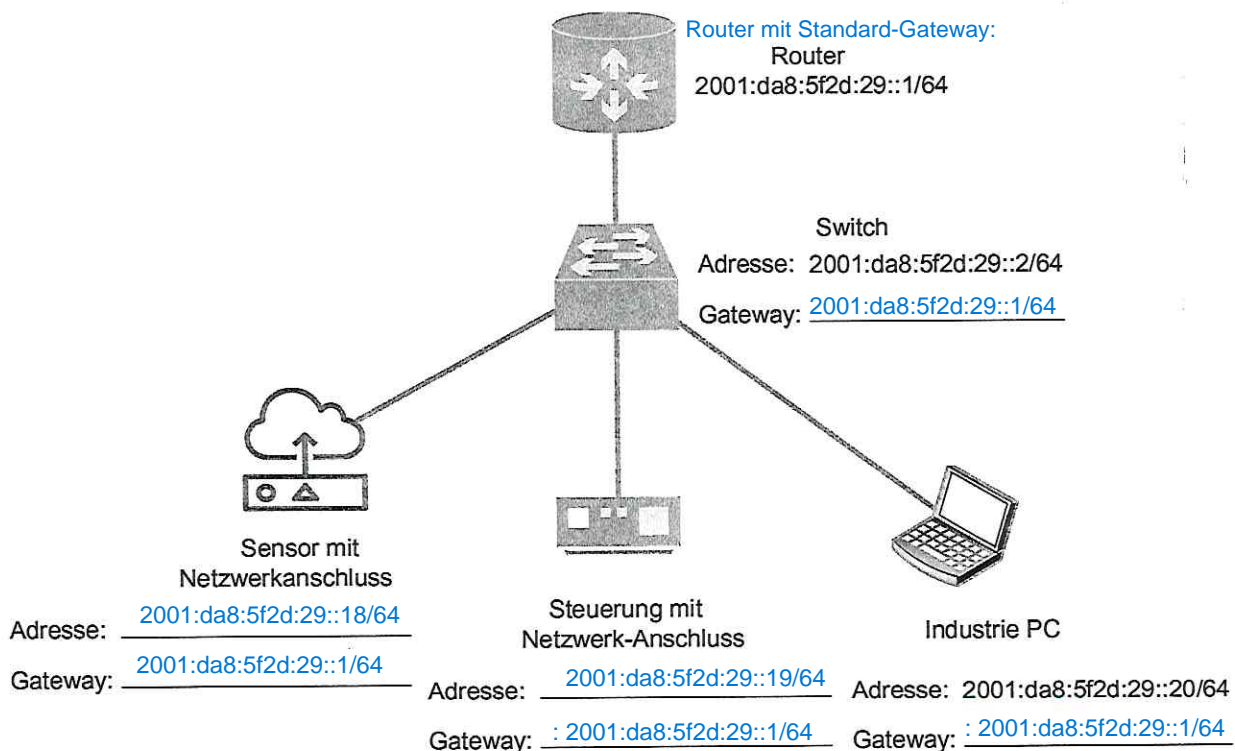 Router mit Standard-Gateway:
Router
2001:da8:5f2d:29::1/64
Switch
Adresse: 2001:da8:5f2d:29::2/64
Gateway: 2001:da8:5f2d:29::1/64
Sensor mit
Netzwerkanschluss
Adresse: 2001:da8:5f2d:29::18/64
Gateway: 2001:da8:5f2d:29::1/64
Steuerung mit
Netzwerk-Anschluss
Adresse: 2001:da8:5f2d:29::19/64
Gateway: : 2001:da8:5f2d:29::1/64
Industrie PC
Adresse: 2001:da8:5f2d:29::20/64
Gateway: : 2001:da8:5f2d:29::1/64